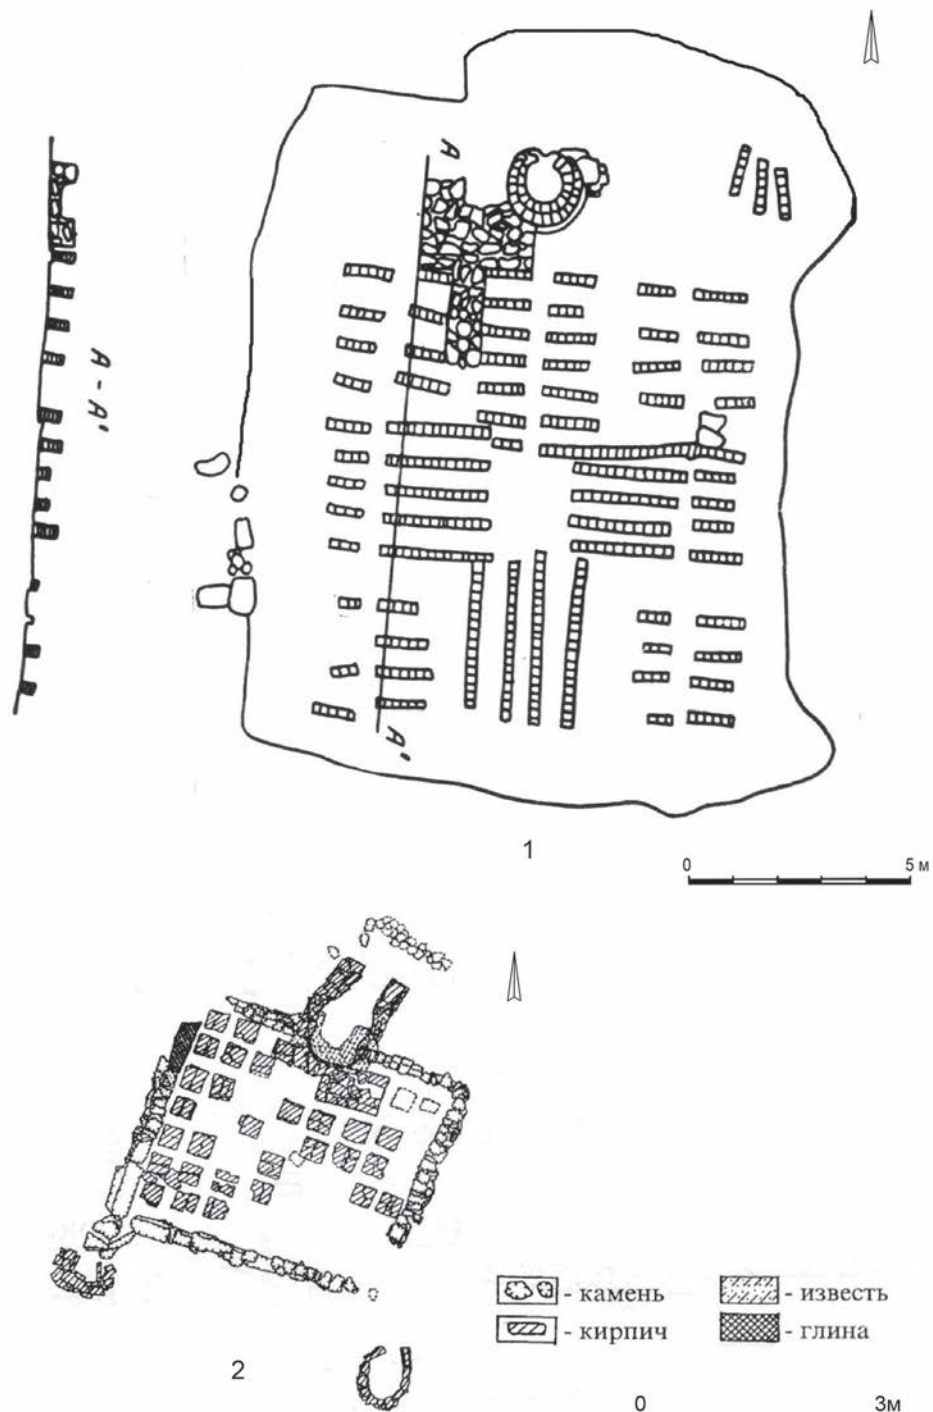 A
A - A'
A'
1
0 5 м
- камень - известь
- кирпич - глина
2
0 3м